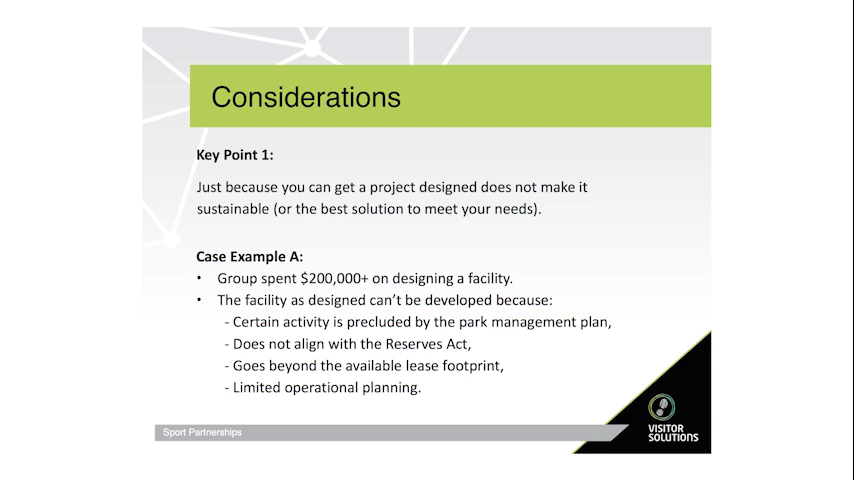 Considerations
Key Point 1:
Just because you can get a project designed does not make it
sustainable (or the best solution to meet your needs).
Case Example A:
• Group spent $200,000+ on designing a facility.
• The facility as designed can’t be developed because:
- Certain activity is precluded by the park management plan,
- Does not align with the Reserves Act,
- Goes beyond the available lease footprint,
- Limited operational planning.
Sport Partnerships
VISITOR
SOLUTIONS